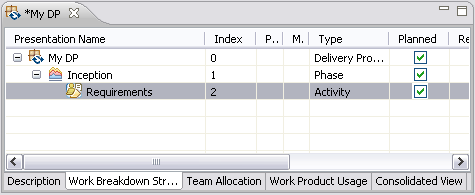 *My DP
Presentation Name Index P... M. Type Planned Re
My DP 0 Delivery Pro...
Inception 1 Phase
Requirements 2 Activity
Description Work Breakdown Str... Team Allocation Work Product Usage Consolidated View